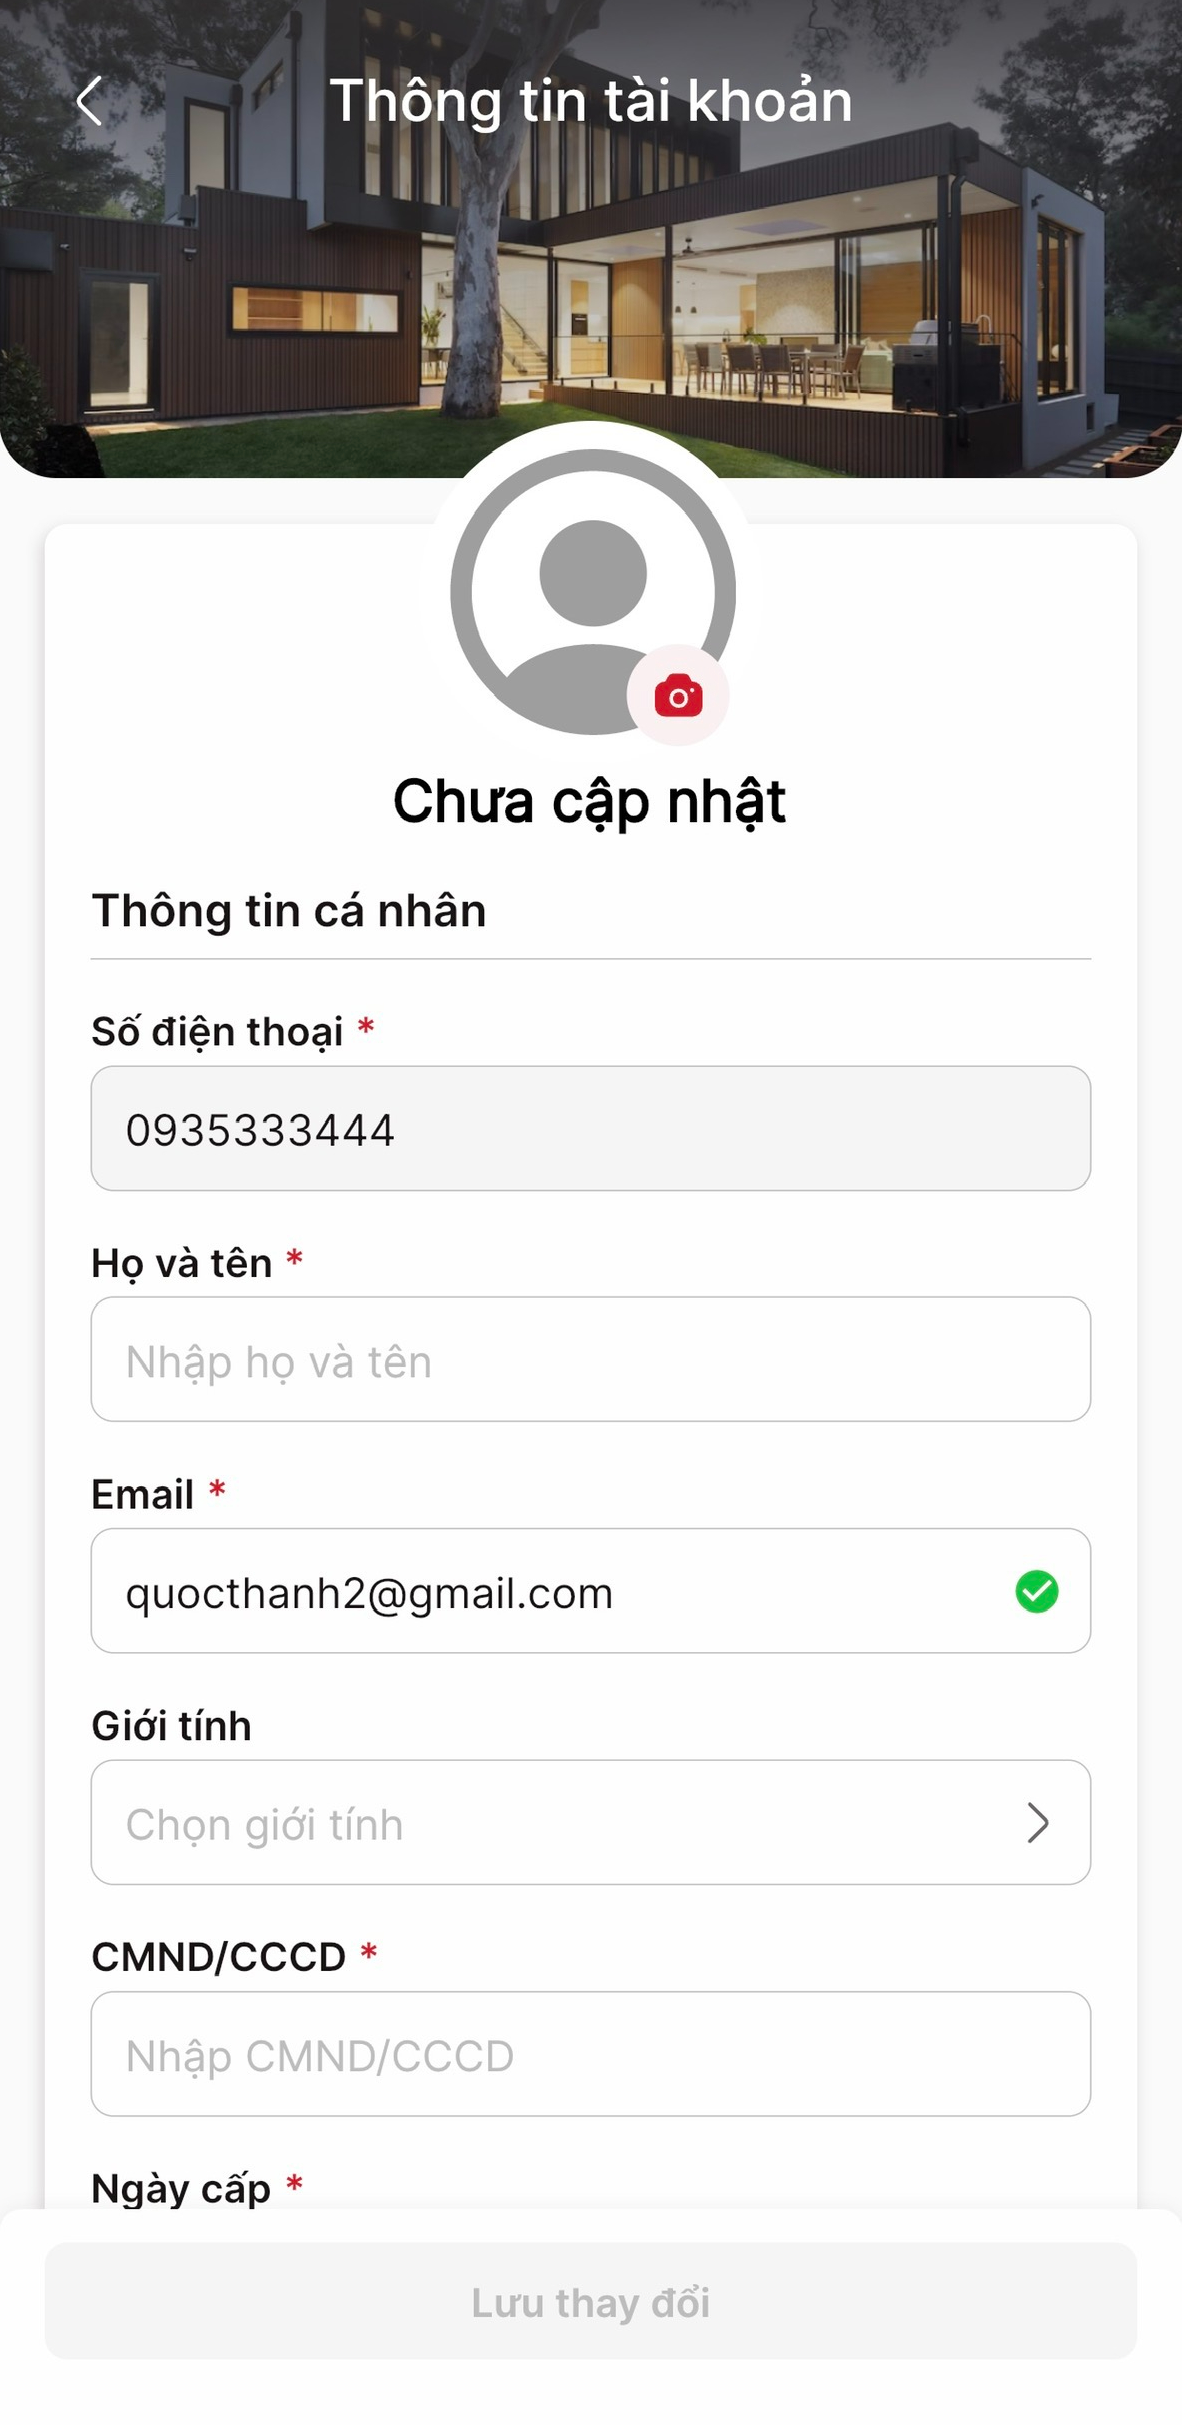 Thông tin tài khoản
Chưa cập nhật
Thông tin cá nhân
Số điện thoại *
0935333444
Họ và tên *
Nhập họ và tên
Email *
quocthanh2@gmail.com
Giới tính
Chọn giới tính
CMND/CCCD *
Nhập CMND/CCCD
Ngày cấp *
Lưu thay đổi